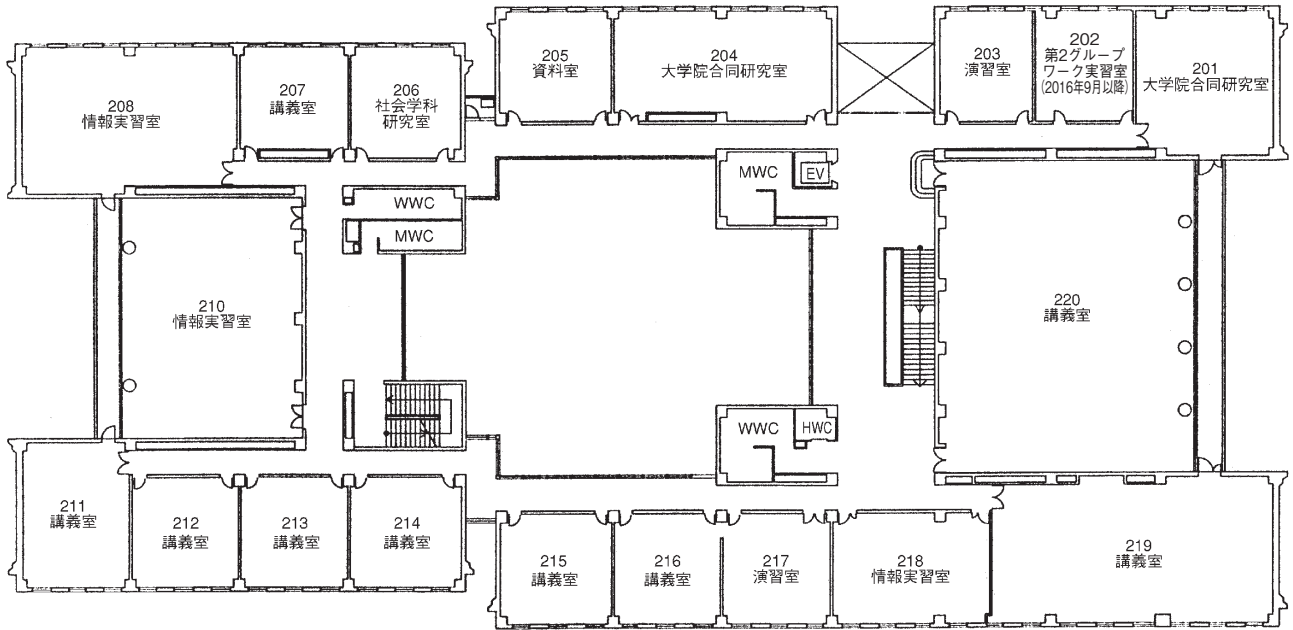 205
資料室
204
大学院合同研究室
203
演習室
202
第2グループ
ワーク実習室
(2016年9月以降)
201
大学院合同研究室
208
情報実習室
207
講義室
206
社会学科
研究室
MWC
EV
WWC
MWC
210
情報実習室
220
講義室
WWC
HWC
211
講義室
212
講義室
213
講義室
214
講義室
215
講義室
216
講義室
217
演習室
218
情報実習室
219
講義室